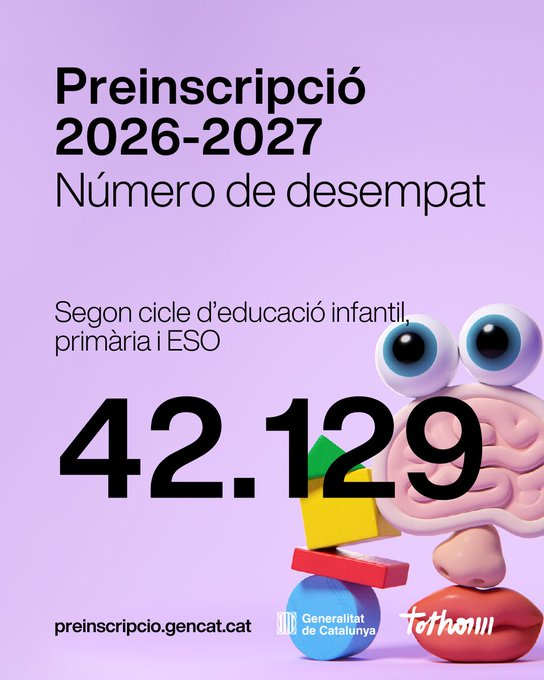 Preinscripció
2026-2027
Número de desempat
Segon cicle d’educació infantil,
primària i ESO
42.129
preinscripcio.gencat.cat
Generalitat
de Catalunya
tothom